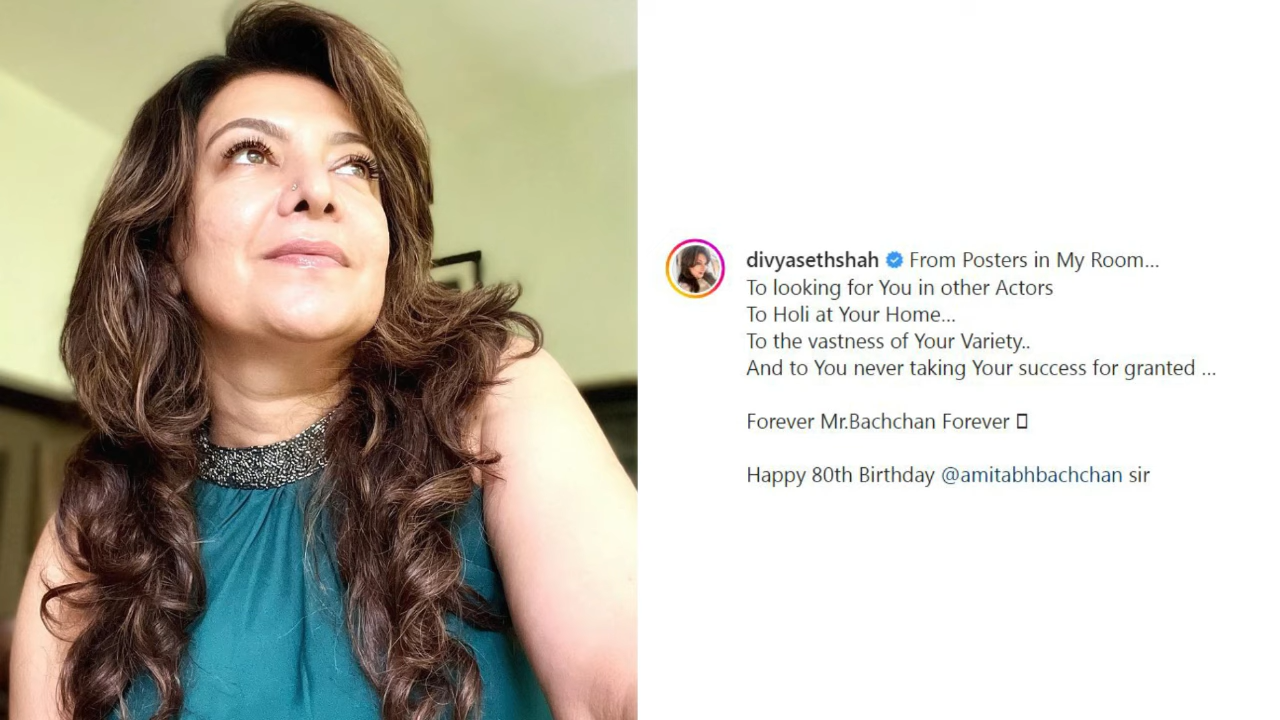 divyasethshah From Posters in My Room...
To looking for You in other Actors
To Holi at Your Home...
To the vastness of Your Variety..
And to You never taking Your success for granted ...
Forever Mr.Bachchan Forever
Happy 80th Birthday @amitabhbachchan sir